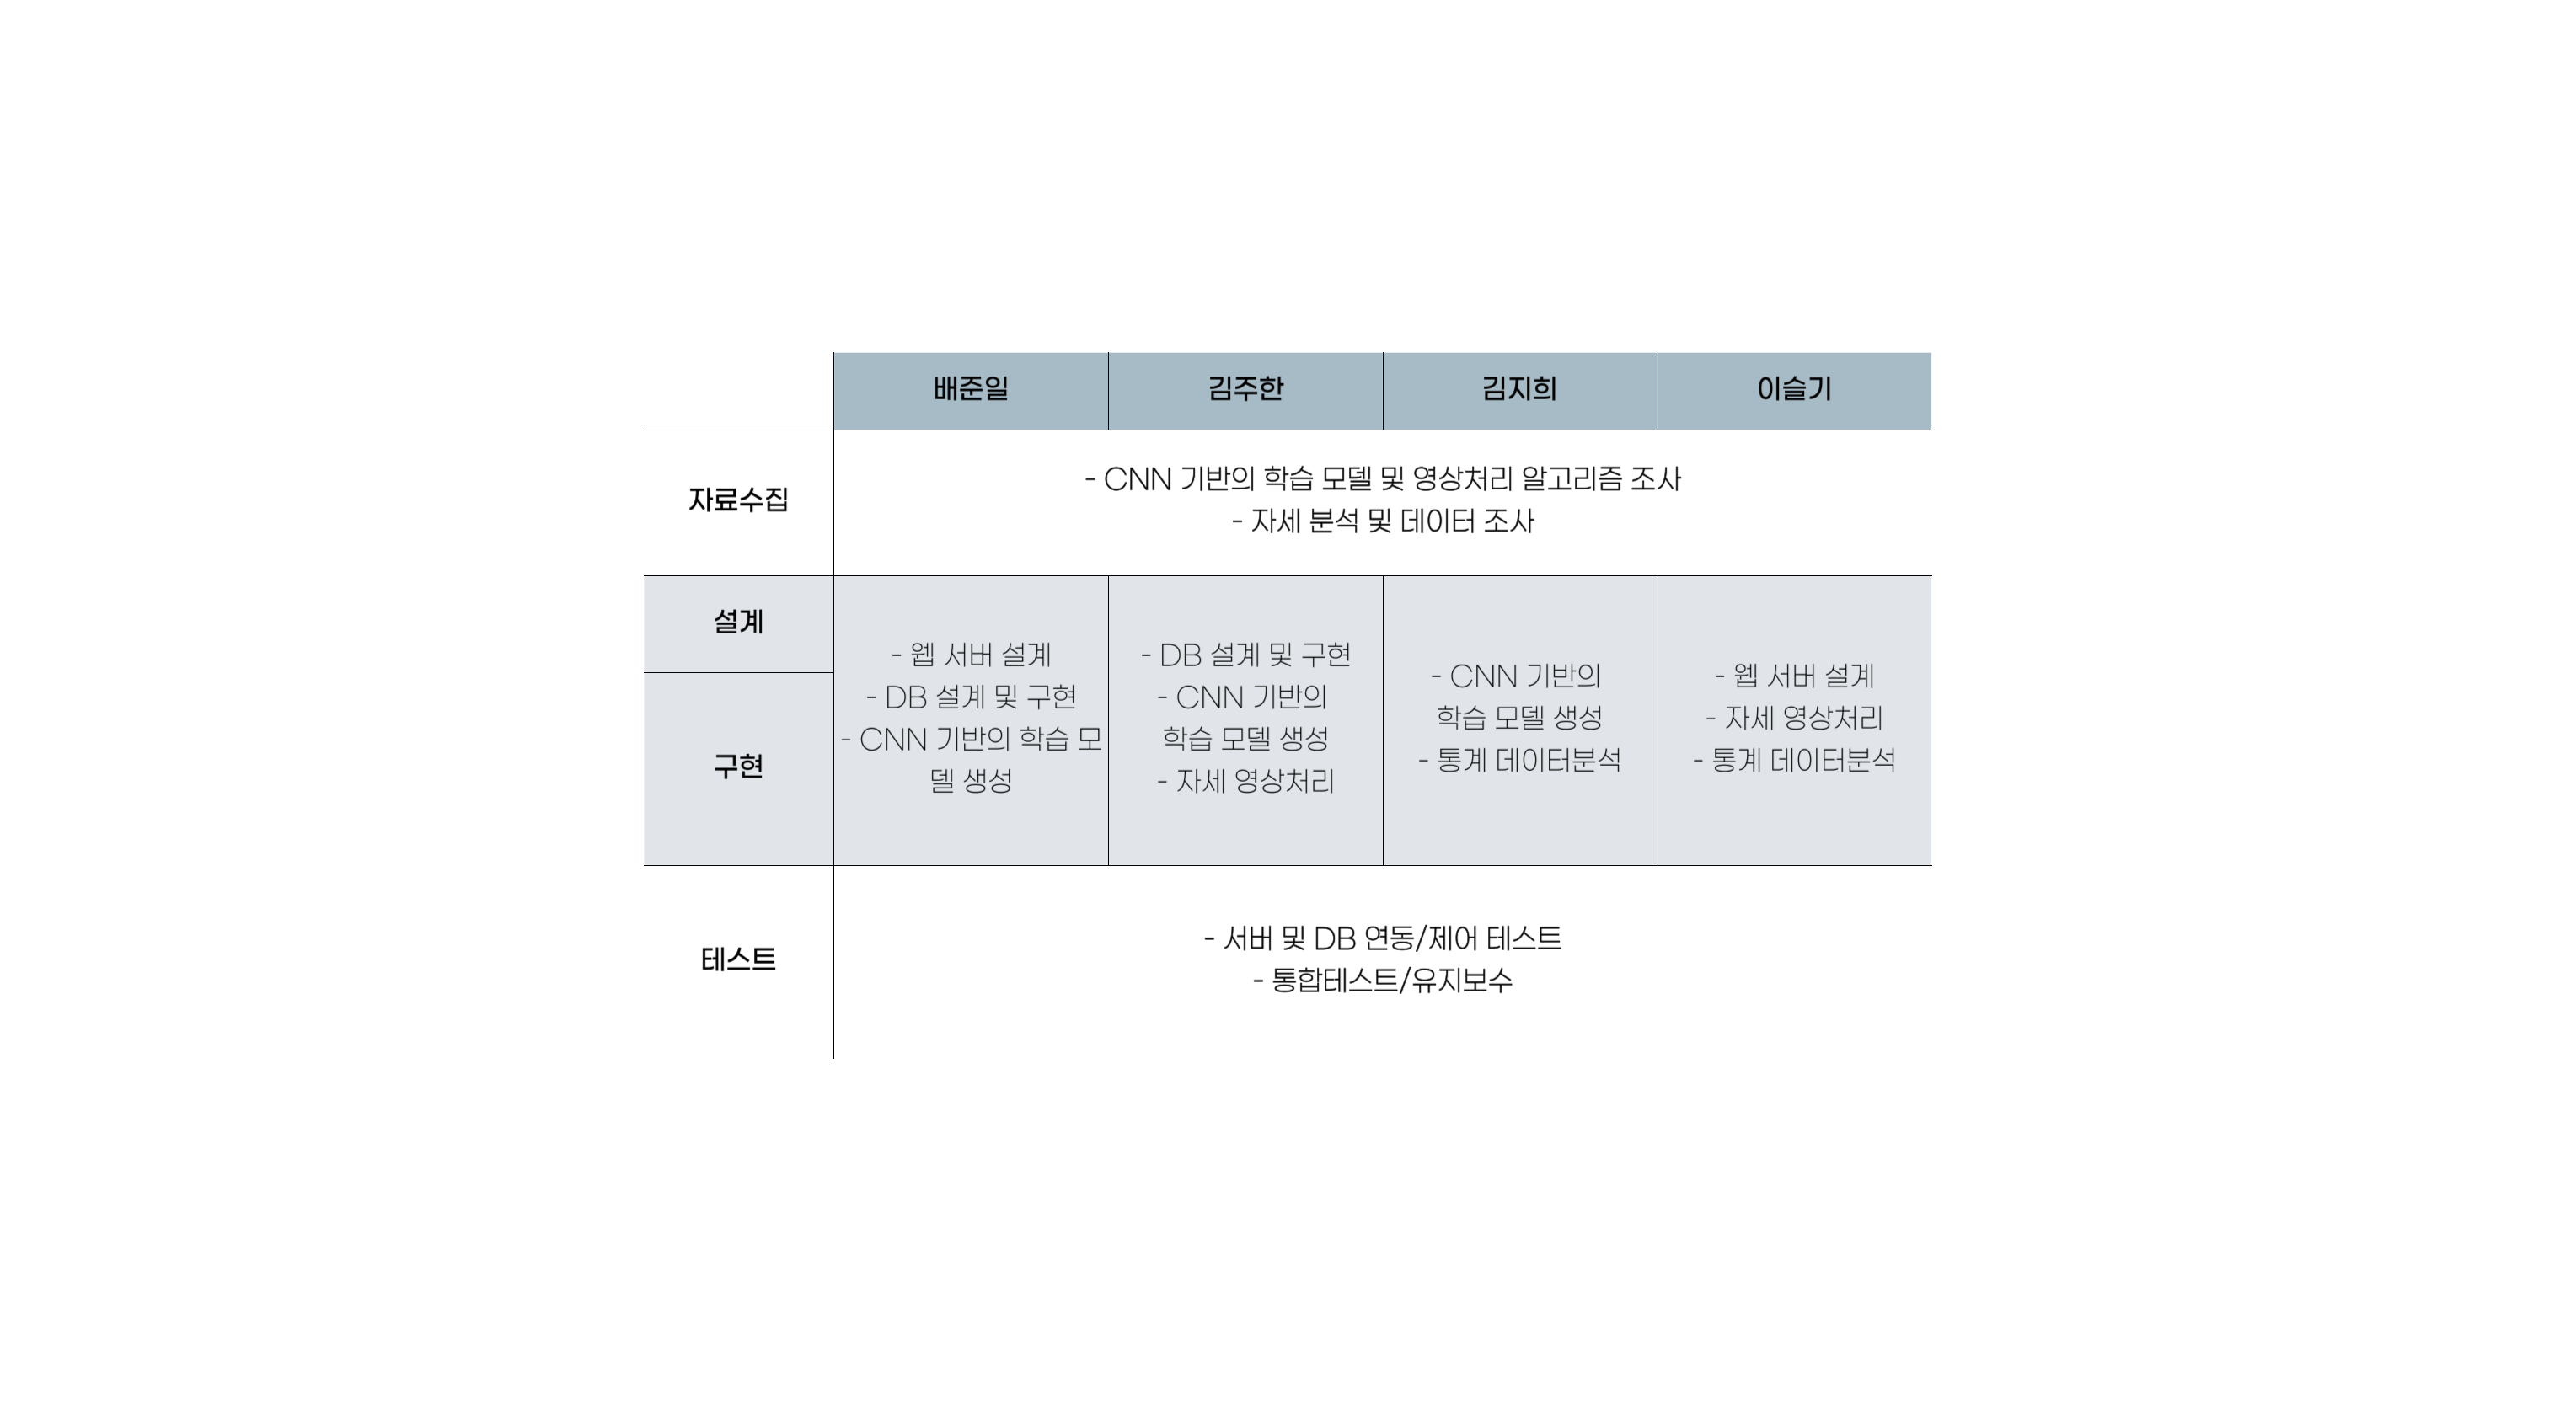 배준일 김주한 김지희 이슬기
자료수집
- CNN 기반의 학습 모델 및 영상처리 알고리즘 조사
- 자세 분석 및 데이터 조사
설계
구현
- 웹 서버 설계
- DB 설계 및 구현
- CNN 기반의 학습 모
델 생성
- DB 설계 및 구현
- CNN 기반의
학습 모델 생성
- 자세 영상처리
- CNN 기반의
학습 모델 생성
- 통계 데이터분석
- 웹 서버 설계
- 자세 영상처리
- 통계 데이터분석
테스트
- 서버 및 DB 연동/제어 테스트
- 통합테스트/유지보수